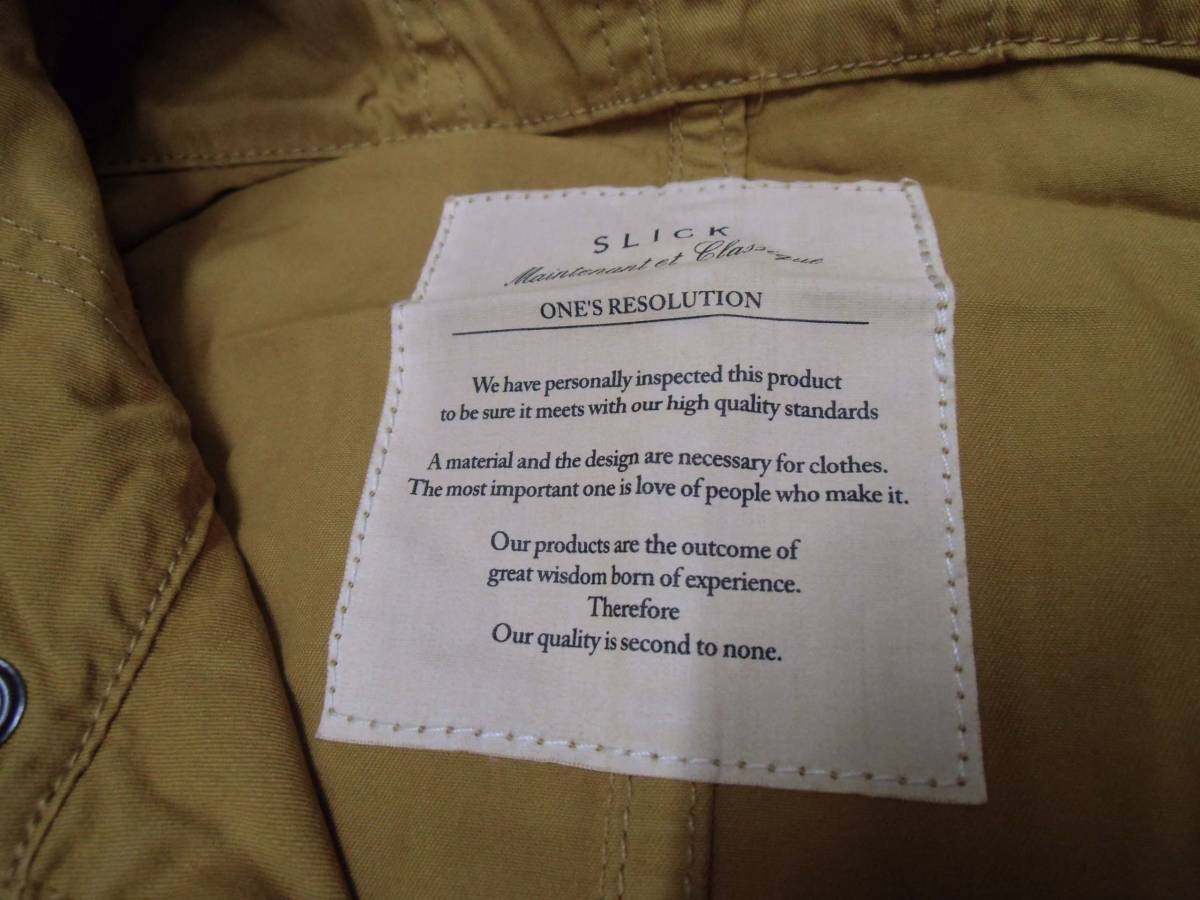 SLICK
Maintenant et Classique
ONE'S RESOLUTION
We have personally inspected this product
to be sure it meets with our high quality standards
A material and the design are necessary for clothes.
The most important one is love of people who make it.
Our products are the outcome of
great wisdom born of experience.
Therefore
Our quality is second to none.